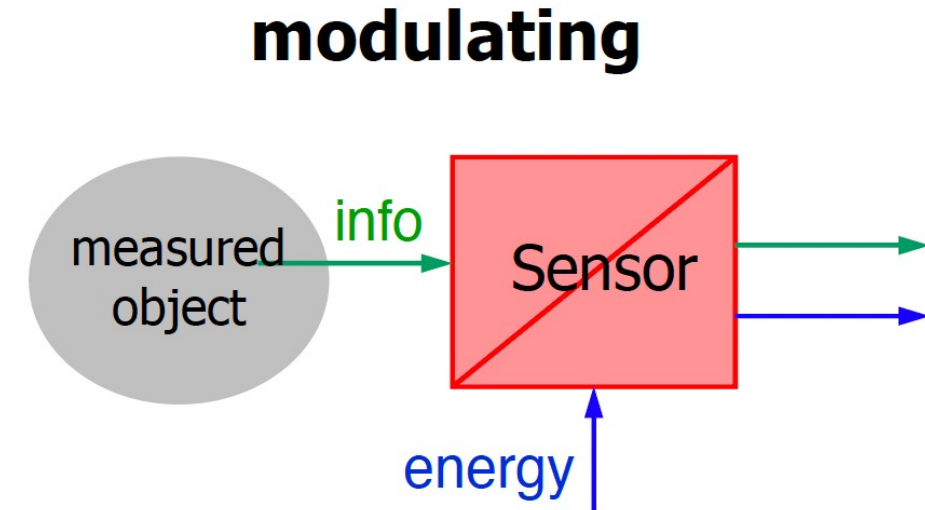 modulating
info
measured
object
Sensor
energy